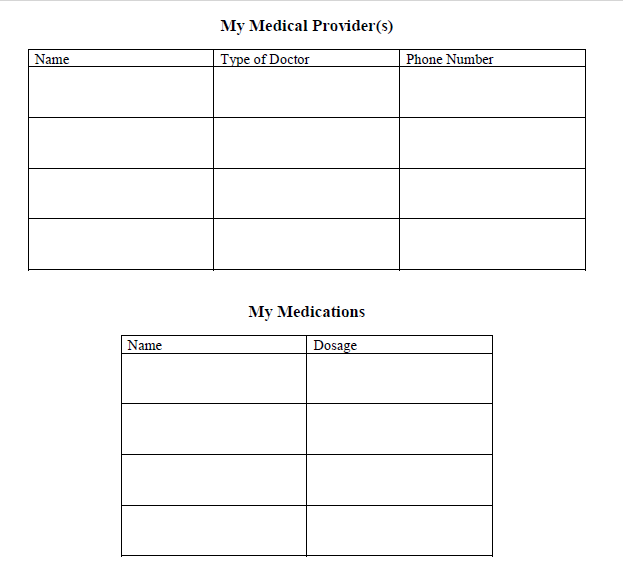 My Medical Provider(s)
Name Type of Doctor Phone Number
My Medications
Name Dosage